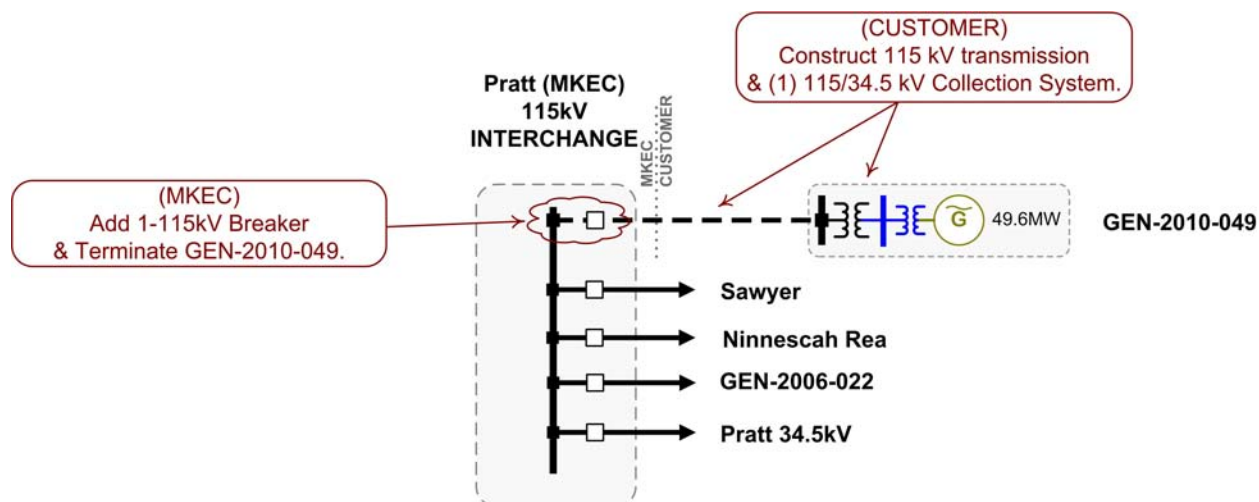 (CUSTOMER)
Construct 115 kV transmission
& (1) 115/34.5 kV Collection System.
Pratt (MKEC)
115kV
INTERCHANGE
MKEC
CUSTOMER
(MKEC)
Add 1-115kV Breaker
& Terminate GEN-2010-049.
G
49.6MW
GEN-2010-049
Sawyer
Ninnescah Rea
GEN-2006-022
Pratt 34.5kV